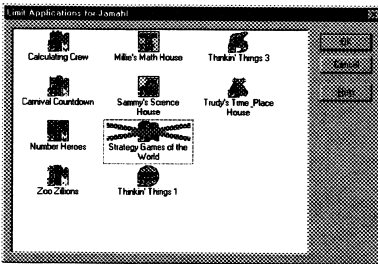 Limit Applications for Jamahl
Calculating Crew
Millie's Math House
Thinkin' Things 3
Carnival Countdown
Sammy's Science
House
Trudy's Time_Place
House
Number Heroes
Strategy Games of the
World
Zoo Zillions
Thinkin' Things 1
OK
Cancel
Help